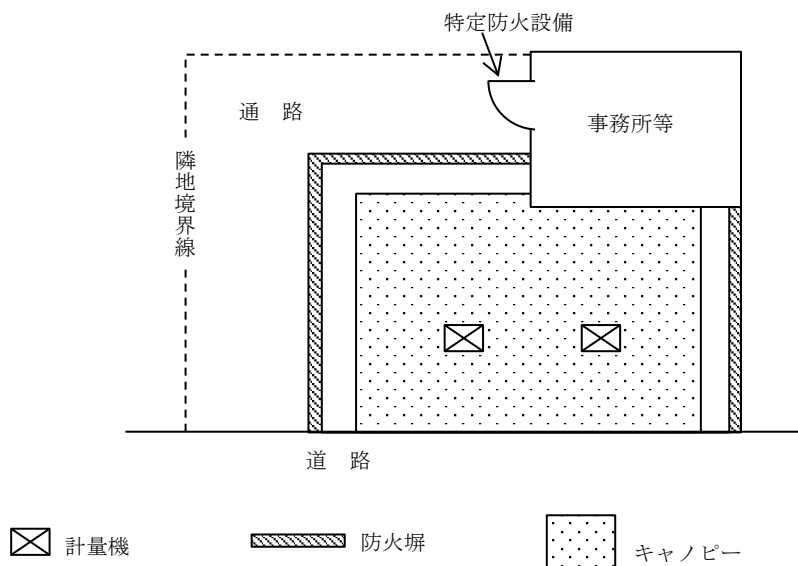 特定防火設備
通　路
事務所等
隣地境界線
道　路
計量機
防火塀
キャノピー